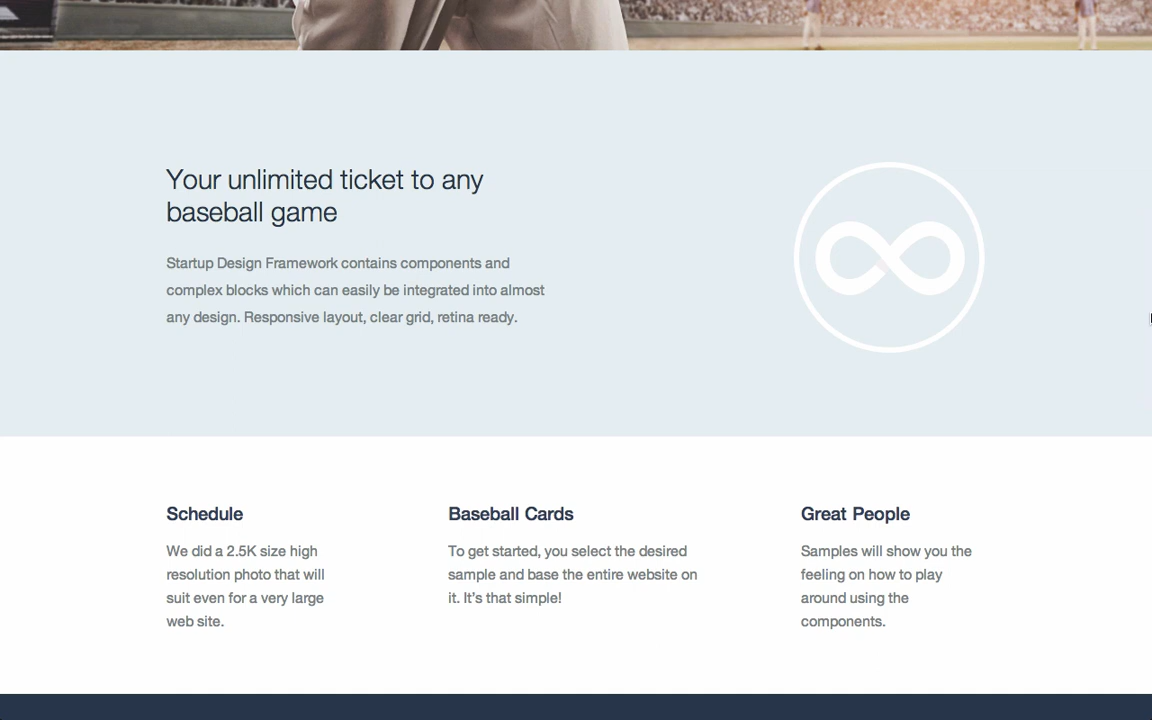 Your unlimited ticket to any
baseball game
Startup Design Framework contains components and
complex blocks which can easily be integrated into almost
any design. Responsive layout, clear grid, retina ready.
Schedule
We did a 2.5K size high
resolution photo that will
suit even for a very large
web site.
Baseball Cards
To get started, you select the desired
sample and base the entire website on
it. It's that simple!
Great People
Samples will show you the
feeling on how to play
around using the
components.